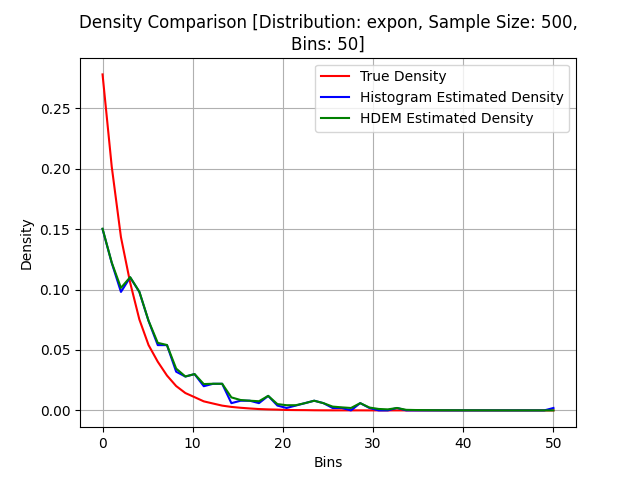 Density Comparison [Distribution: expon, Sample Size: 500,
Bins: 50]
True Density
Histogram Estimated Density
HDEM Estimated Density
Density
0.25
0.20
0.15
0.10
0.05
0.00
0 10 20 30 40 50
Bins